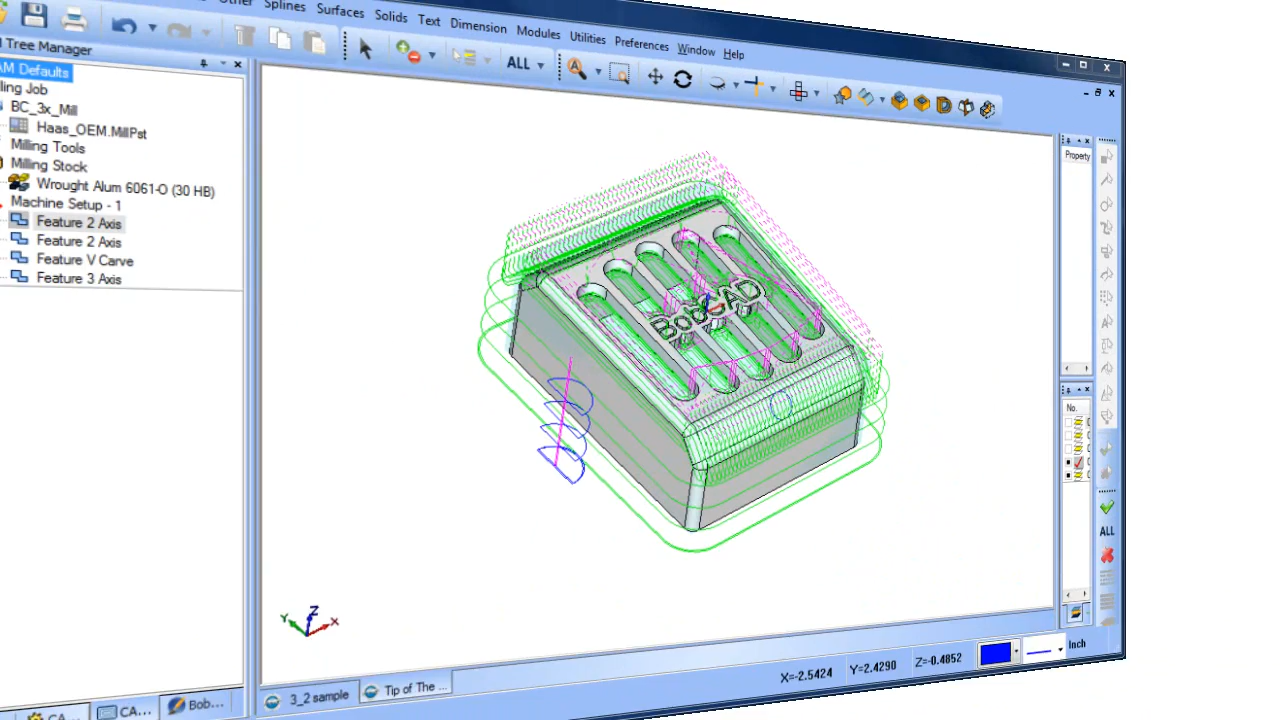 Other Splines Surfaces Solids Text Dimension Modules Utilities Preferences Window Help
ALL
Tree Manager
AM Defaults
ling Job
BC_3x_Mill
Haas_OEM.MillPst
Milling Tools
Milling Stock
Wrought Alum 6061-O (30 HB)
Machine Setup - 1
Feature 2 Axis
Feature 2 Axis
Feature V Carve
Feature 3 Axis
BobCAD
Property
No.
ALL
Z
Y
X
3_2 sample
Tip of The ...
X=-2.5424
Y=2.4290
Z=-0.4852
Inch
CA...
CA...
Bob...